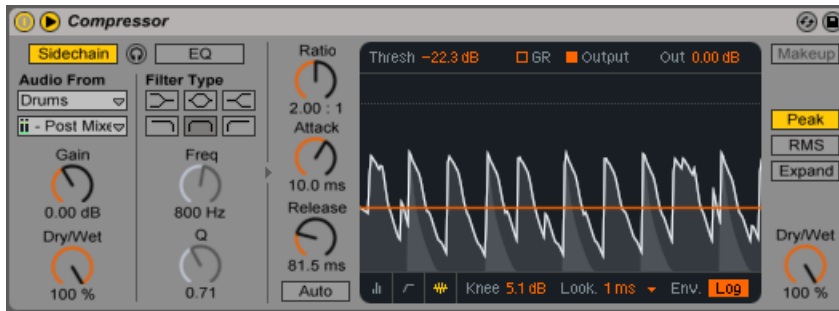 Compressor
Sidechain
EQ
Audio From
Filter Type
Drums
ii - Post Mixe
Gain
0.00 dB
Freq
800 Hz
Dry/Wet
100 %
Q
0.71
Ratio
2.00 : 1
Attack
10.0 ms
Release
81.5 ms
Auto
Thresh -22.3 dB
GR
Output
Out 0.00 dB
Knee 5.1 dB
Look. 1 ms
Env. Log
Makeup
Peak
RMS
Expand
Dry/Wet
100 %